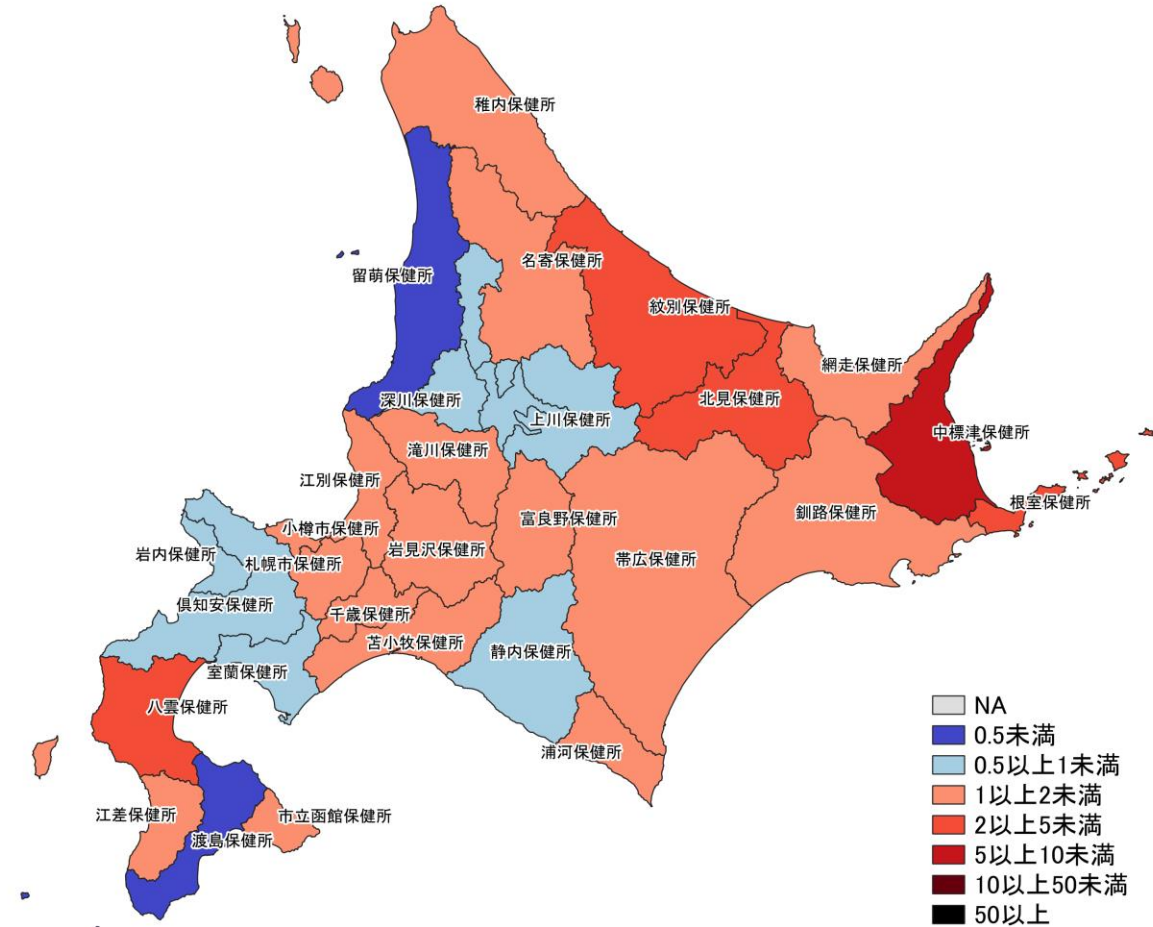 稚内保健所
名寄保健所
留萌保健所
紋別保健所
網走保健所
北見保健所
深川保健所
上川保健所
中標津保健所
滝川保健所
江別保健所
根室保健所
釧路保健所
富良野保健所
小樽市保健所
岩見沢保健所
岩内保健所
札幌市保健所
帯広保健所
倶知安保健所
千歳保健所
苫小牧保健所
静内保健所
室蘭保健所
八雲保健所
浦河保健所
江差保健所
市立函館保健所
渡島保健所
NA
0.5未満
0.5以上1未満
1以上2未満
2以上5未満
5以上10未満
10以上50未満
50以上